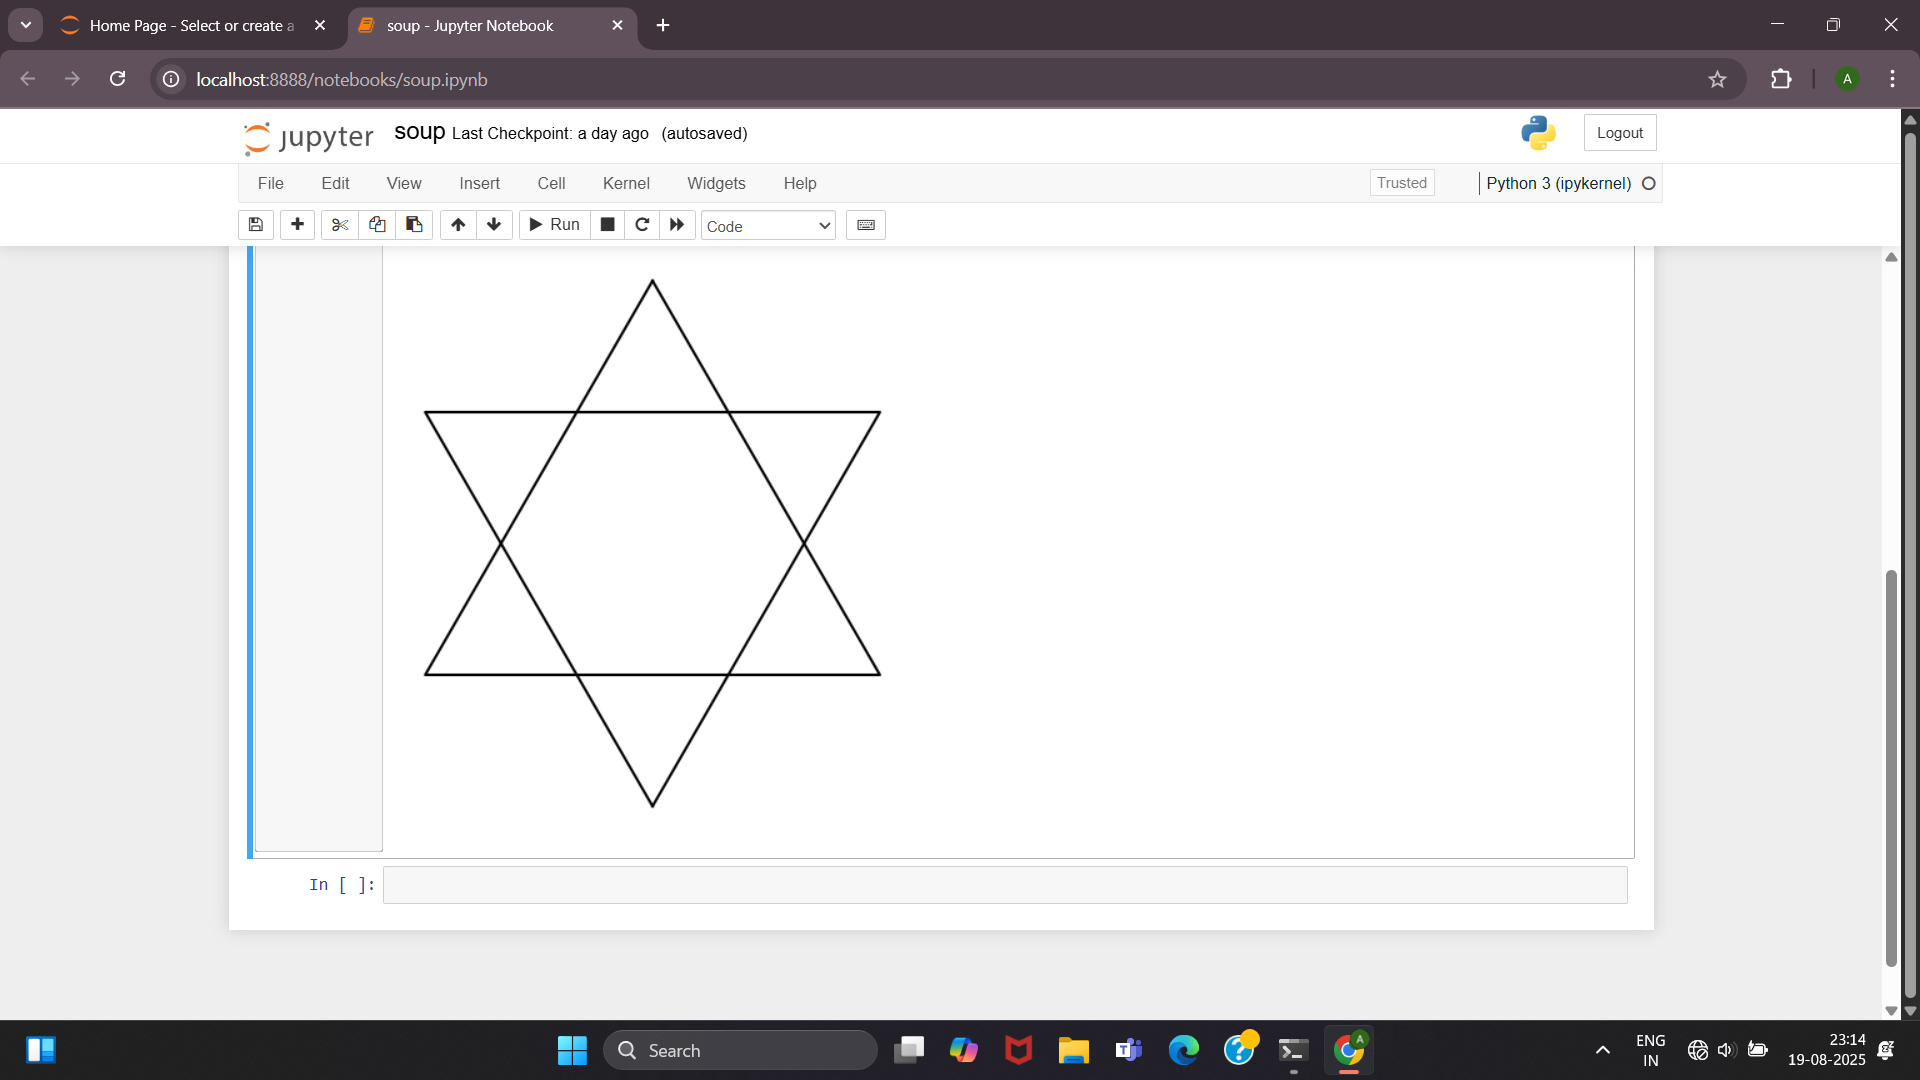 Home Page - Select or create a
soup - Jupyter Notebook
localhost:8888/notebooks/soup.ipynb
A
jupyter soup Last Checkpoint: a day ago (autosaved)
Logout
File Edit View Insert Cell Kernel Widgets Help
Trusted Python 3 (ipykernel)
Run Code
In [ ]:
Search
A
ENG
IN
23:14
19-08-2025